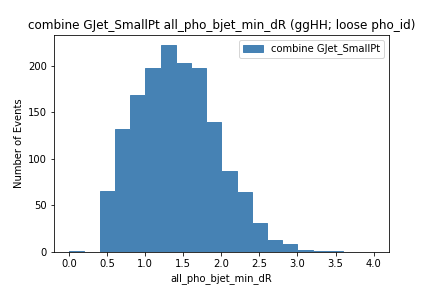 combine GJet_SmallPt all_pho_bjet_min_dR (ggHH; loose pho_id)
combine GJet_SmallPt
Number of Events
200
150
100
50
0
0.0 0.5 1.0 1.5 2.0 2.5 3.0 3.5 4.0
all_pho_bjet_min_dR